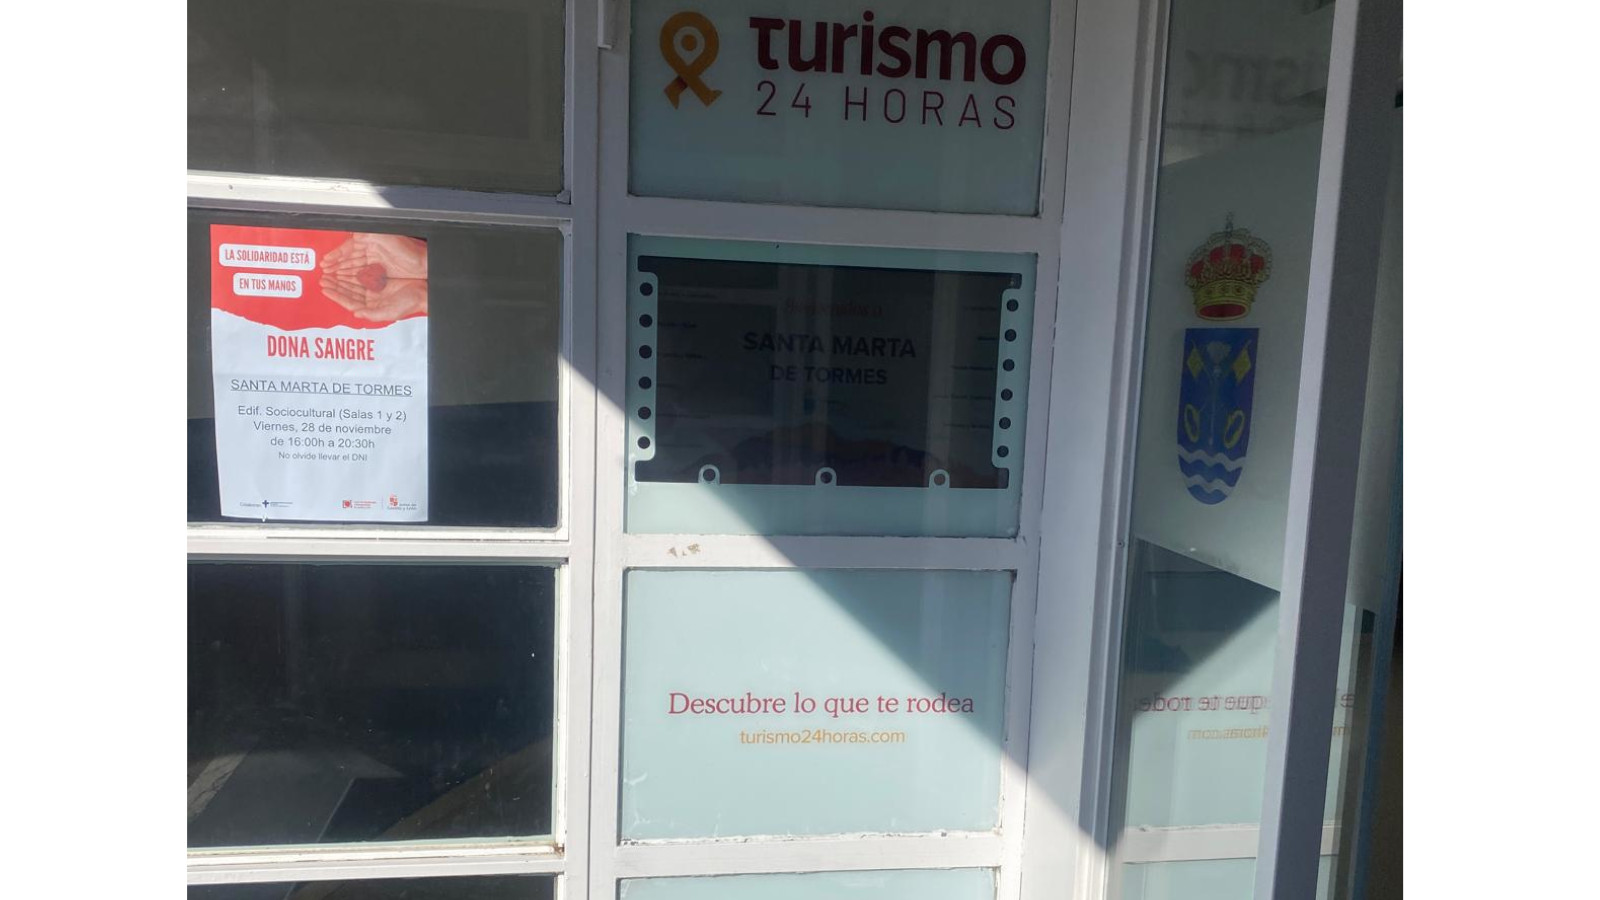 LA SOLIDARIDAD ESTÁ
EN TUS MANOS
DONA SANGRE
SANTA MARTA DE TORMES
Edif. Sociocultural (Salas 1 y 2)
Viernes, 28 de noviembre
de 16:00h a 20:30h
No olvide llevar el DNI
Turismo
24 HORAS
SANTA MARTA
DE TORMES
Descubre lo que te rodea
turismo24horas.com